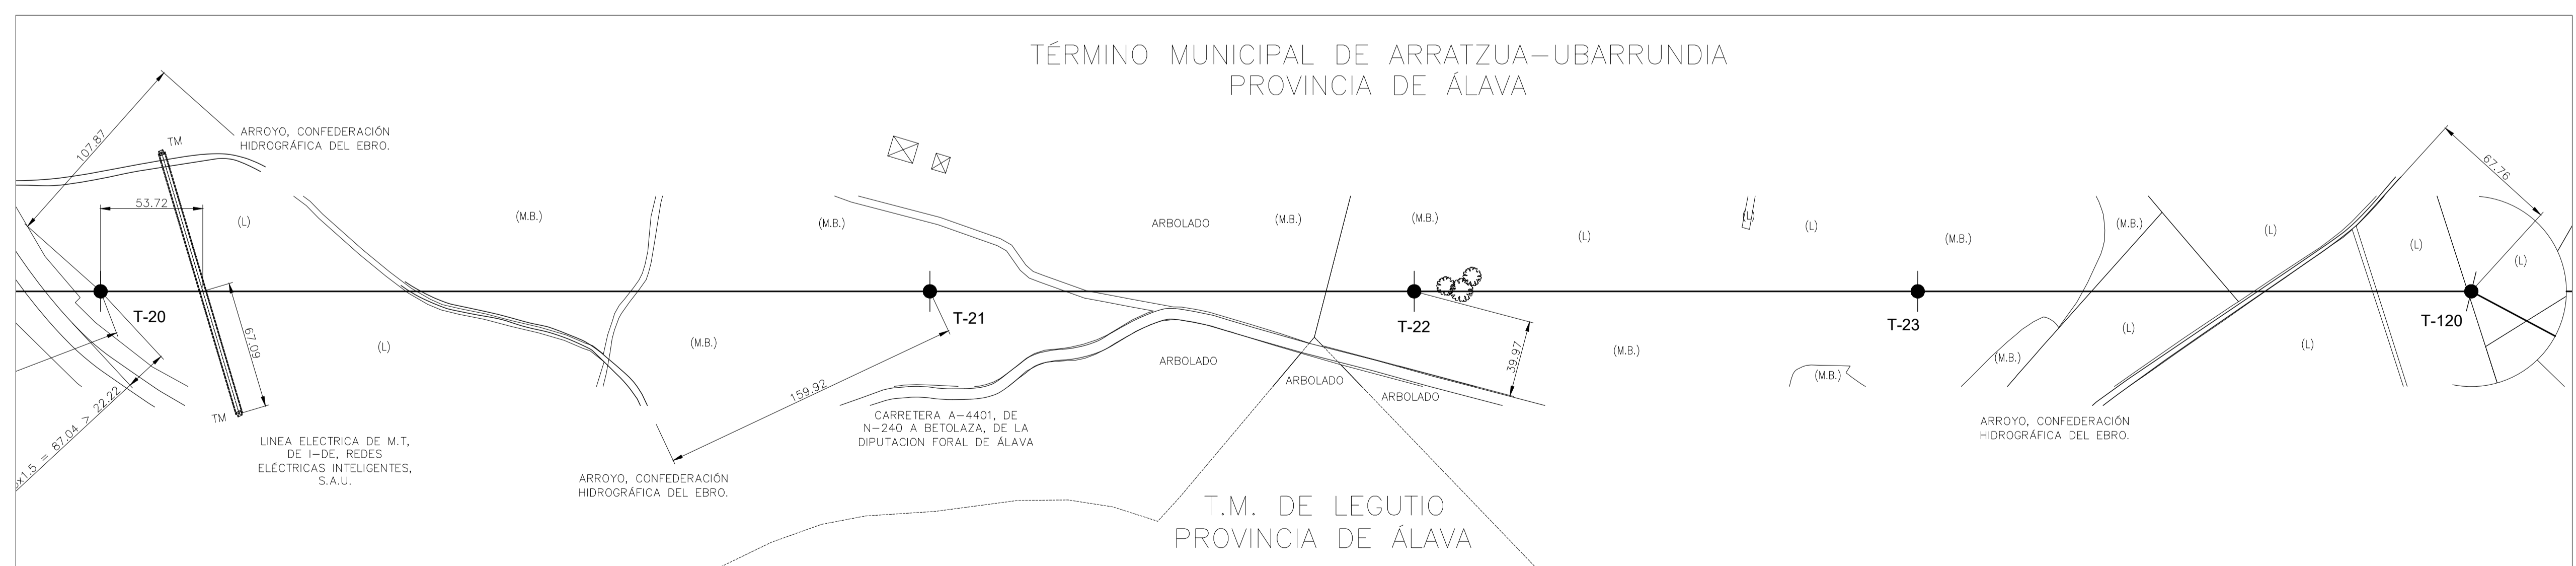 TÉRMINO MUNICIPAL DE ARRATZUA-UBARRUNDIA
PROVINCIA DE ÁLAVA
107.87
TM
ARROYO, CONFEDERACIÓN
HIDROGRÁFICA DEL EBRO.
53.72
(L)
(M.B.)
(M.B.)
ARBOLADO
(M.B.)
(M.B.)
(L)
(L)
(L)
(M.B.)
(M.B.)
(L)
(L)
(L)
67.76
T-20
T-21
T-22
T-23
T-120
67.09
(L)
(M.B.)
159.92
ARBOLADO
ARBOLADO
ARBOLADO
39.97
(M.B.)
(M.B.)
(M.B.)
(L)
(L)
TM
x1.5 = 87.04 > 22.22
LINEA ELECTRICA DE M.T,
DE I-DE, REDES
ELÉCTRICAS INTELIGENTES,
S.A.U.
ARROYO, CONFEDERACIÓN
HIDROGRÁFICA DEL EBRO.
CARRETERA A-4401, DE
N-240 A BETOLAZA, DE LA
DIPUTACION FORAL DE ÁLAVA
ARROYO, CONFEDERACIÓN
HIDROGRÁFICA DEL EBRO.
T.M. DE LEGUTIO
PROVINCIA DE ÁLAVA